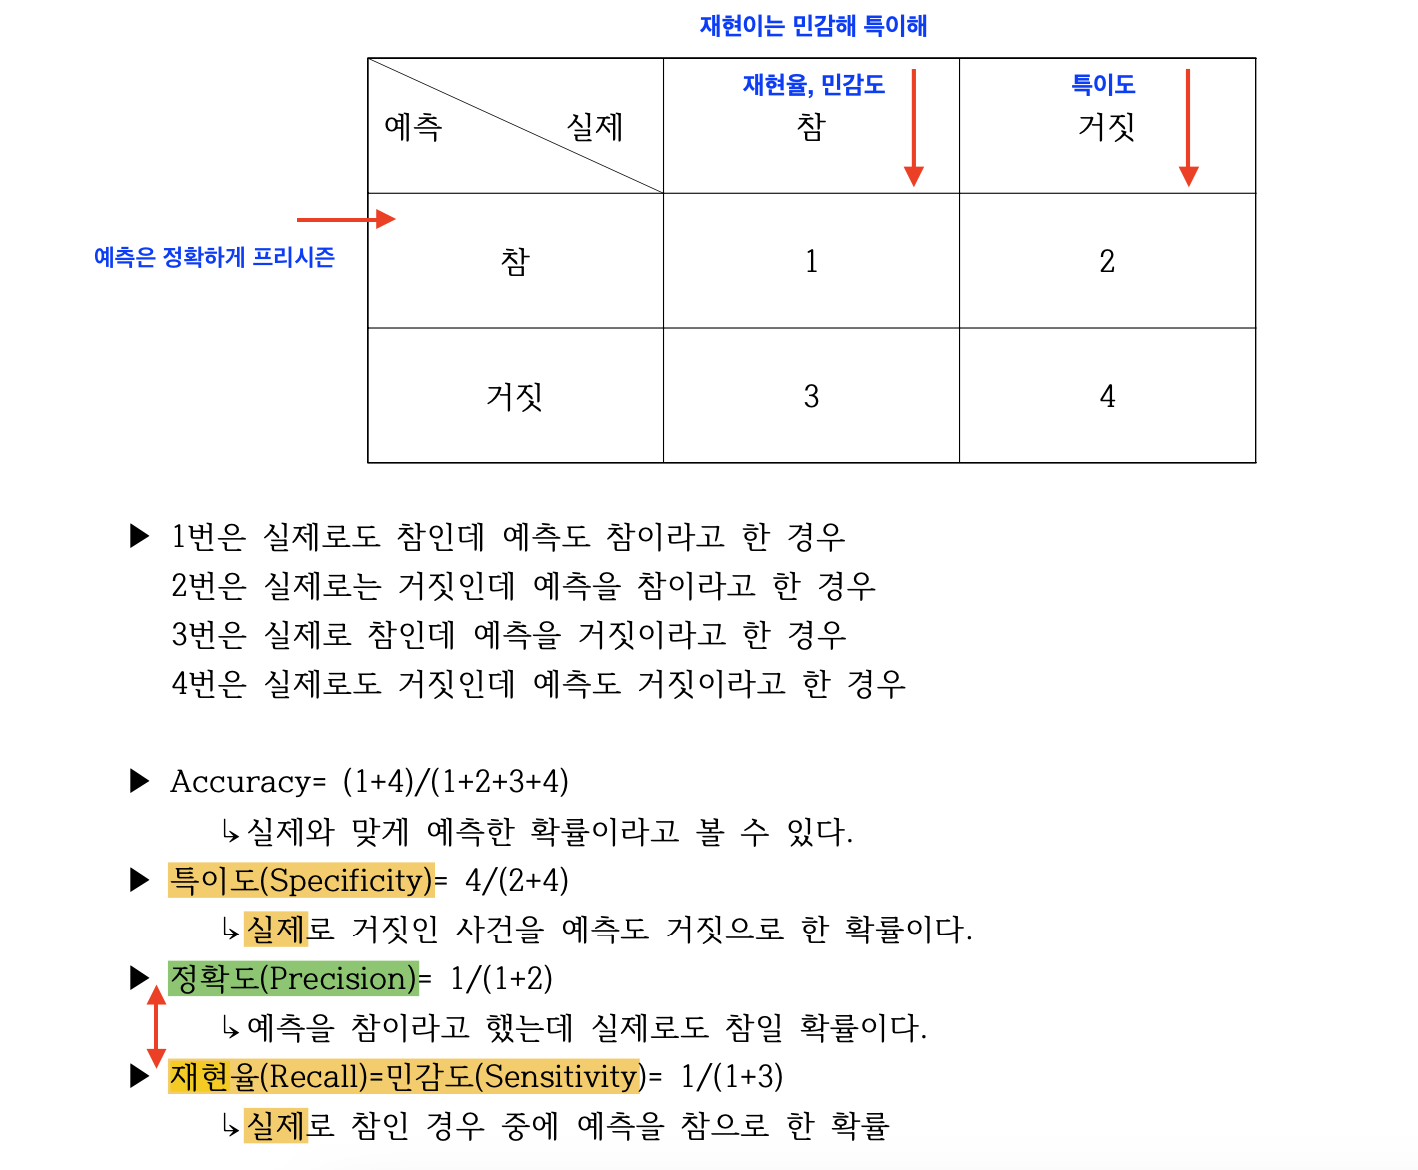 재현이는 민감해 특이해
재현율, 민감도
특이도
예측
실제
참
거짓
예측은 정확하게 프리시즌
참
1
2
거짓
3
4
▶ 1번은 실제로도 참인데 예측도 참이라고 한 경우
2번은 실제로는 거짓인데 예측을 참이라고 한 경우
3번은 실제로 참인데 예측을 거짓이라고 한 경우
4번은 실제로도 거짓인데 예측도 거짓이라고 한 경우
▶ Accuracy= (1+4)/(1+2+3+4)
↳실제와 맞게 예측한 확률이라고 볼 수 있다.
▶ 특이도(Specificity)= 4/(2+4)
↳실제로 거짓인 사건을 예측도 거짓으로 한 확률이다.
▶ 정확도(Precision)= 1/(1+2)
↳예측을 참이라고 했는데 실제로도 참일 확률이다.
▶ 재현율(Recall)=민감도(Sensitivity)= 1/(1+3)
↳실제로 참인 경우 중에 예측을 참으로 한 확률